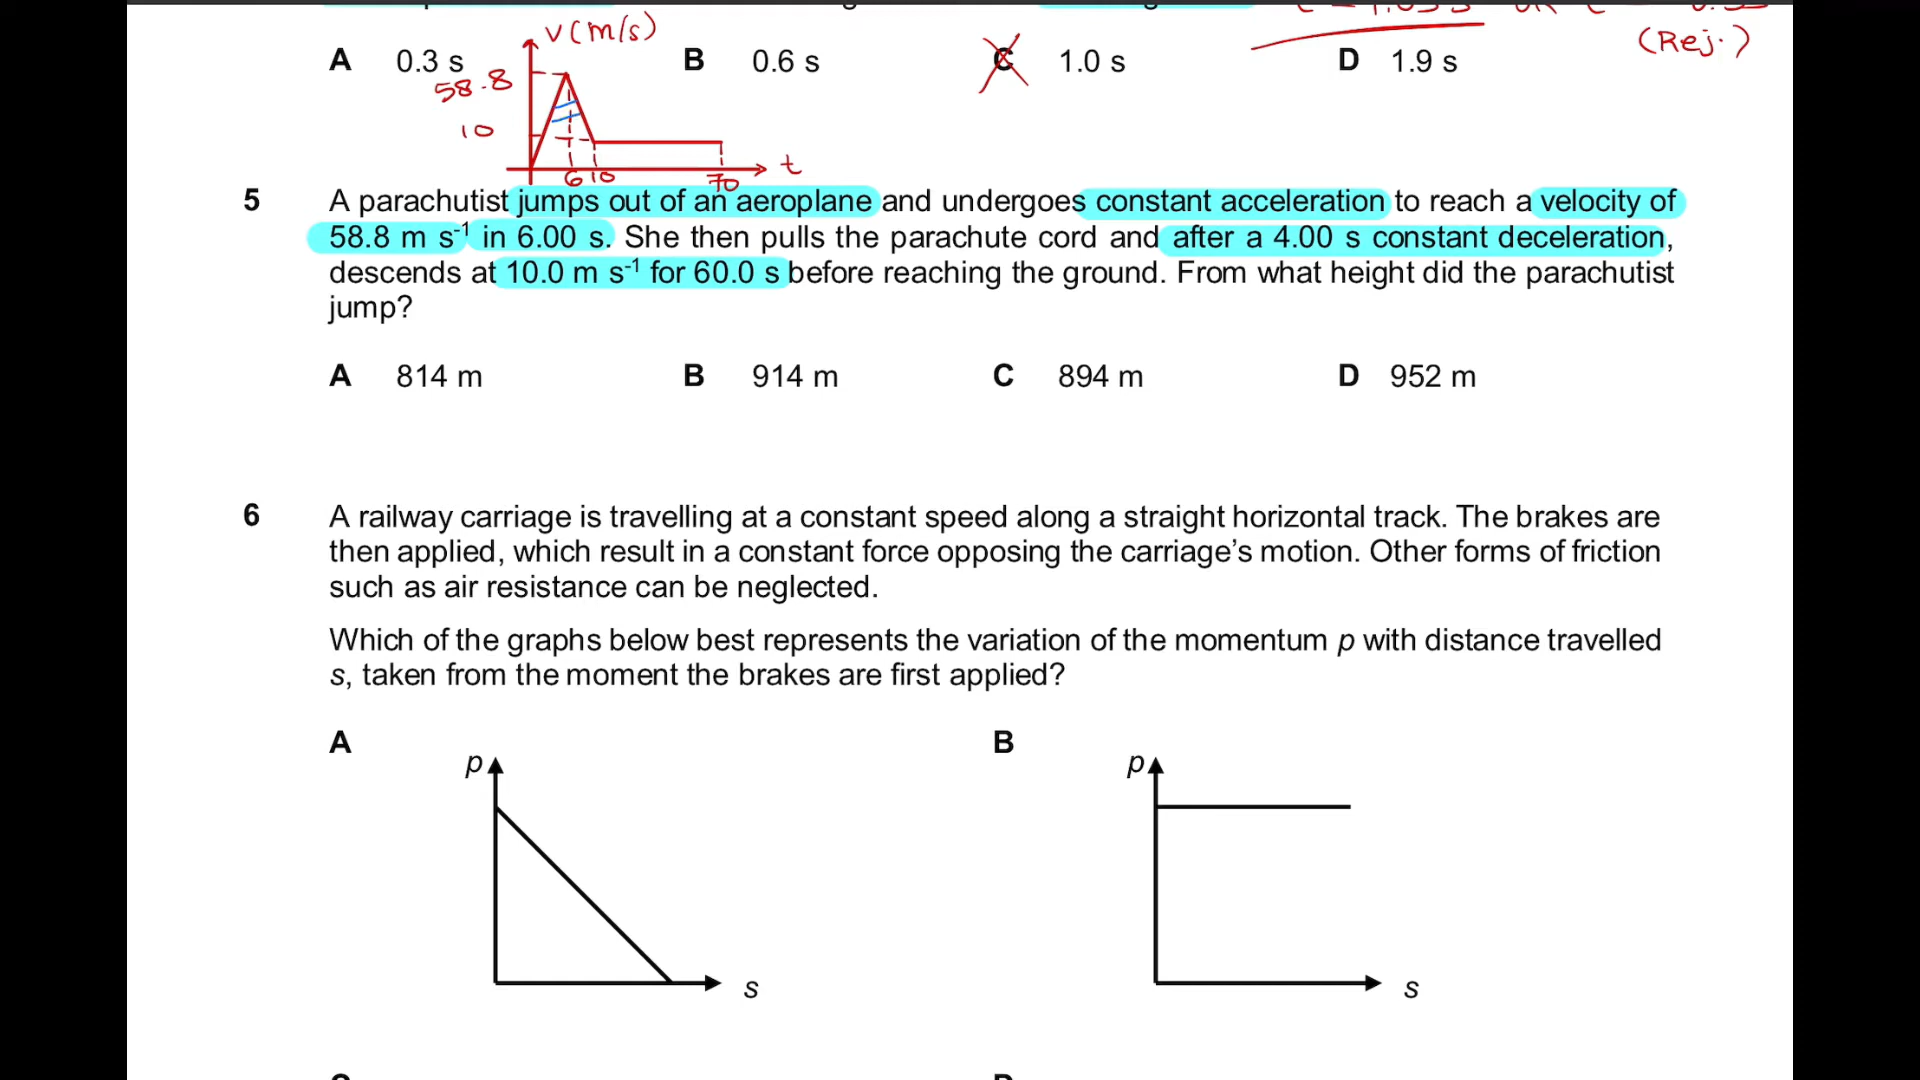 (Rej.)
A 0.3 s B 0.6 s C 1.0 s D 1.9 s
v(m/s)
58.8
10
6 10 70 t
5 A parachutist jumps out of an aeroplane and undergoes constant acceleration to reach a velocity of
58.8 m s-1 in 6.00 s. She then pulls the parachute cord and after a 4.00 s constant deceleration,
descends at 10.0 m s-1 for 60.0 s before reaching the ground. From what height did the parachutist
jump?
A 814 m B 914 m C 894 m D 952 m
6 A railway carriage is travelling at a constant speed along a straight horizontal track. The brakes are
then applied, which result in a constant force opposing the carriage’s motion. Other forms of friction
such as air resistance can be neglected.
Which of the graphs below best represents the variation of the momentum p with distance travelled
s, taken from the moment the brakes are first applied?
A B
p p
s s